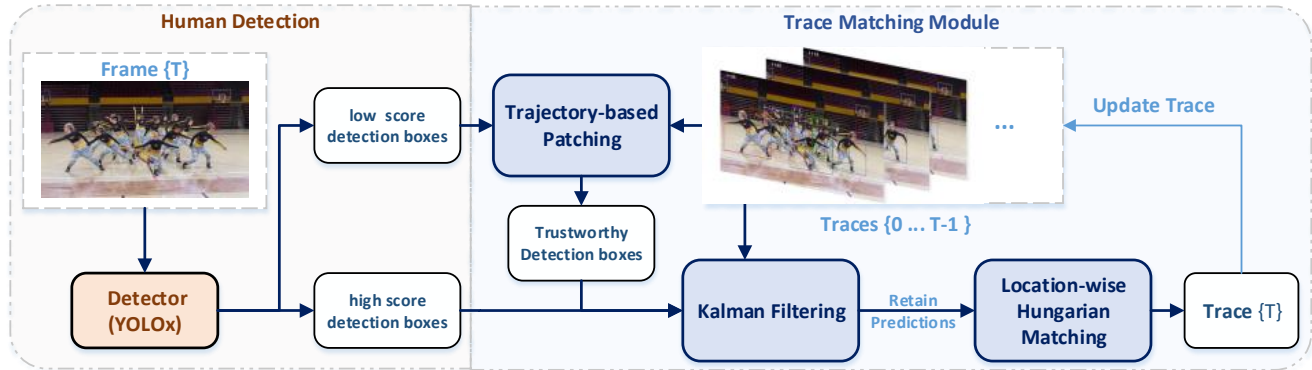 Human Detection
Trace Matching Module
Frame {T}
low score
detection boxes
Trajectory-based
Patching
...
Update Trace
Trustworthy
Detection boxes
Traces {0 ... T-1 }
Detector
(YOLOx)
high score
detection boxes
Kalman Filtering
Retain
Predictions
Location-wise
Hungarian
Matching
Trace {T}